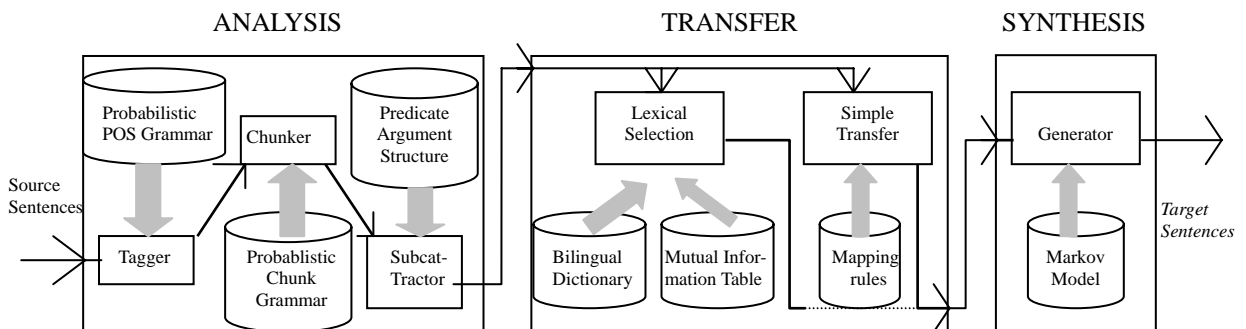 ANALYSIS
TRANSFER
SYNTHESIS
Probabilistic
POS Grammar
Chunker
Predicate
Argument
Structure
Source
Sentences
Tagger
Probablistic
Chunk
Grammar
Subcat-
Tractor
Lexical
Selection
Simple
Transfer
Bilingual
Dictionary
Mutual Infor-
mation Table
Mapping
rules
Generator
Markov
Model
Target
Sentences